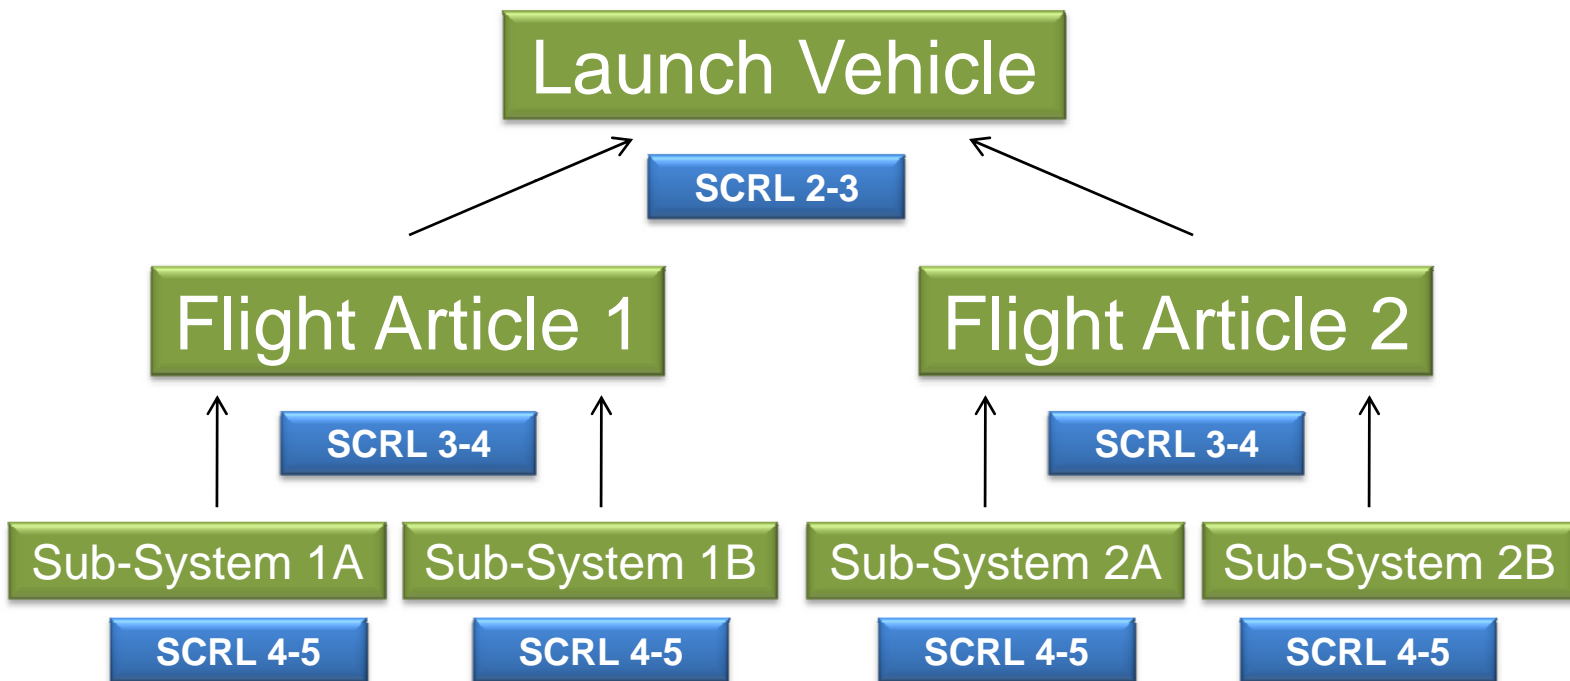 Launch Vehicle
SCRL 2-3
Flight Article 1
Flight Article 2
SCRL 3-4
SCRL 3-4
Sub-System 1A
Sub-System 1B
Sub-System 2A
Sub-System 2B
SCRL 4-5
SCRL 4-5
SCRL 4-5
SCRL 4-5